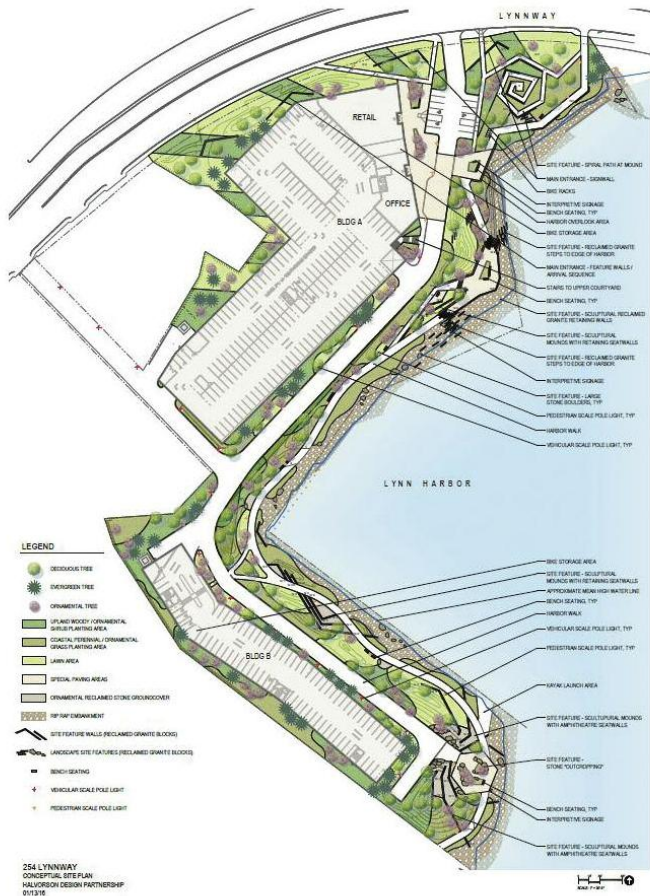 LYNNWAY
RETAIL
OFFICE
BLDG A
SITE FEATURE - SPIRAL PATH AT MOUND
MAIN ENTRANCE - SIGNWALL
BIKE RACKS
INTERPRETIVE SIGNAGE
BENCH SEATING, TYP
HARBOR OVERLOOK AREA
BIKE STORAGE AREA
SITE FEATURE - RECLAIMED GRANITE
STEPS TO EDGE OF HARBOR
MAIN ENTRANCE - FEATURE WALLS /
ARRIVAL SEQUENCE
STAIRS TO UPPER COURTYARD
BENCH SEATING, TYP
SITE FEATURE - SCULPTURAL RECLAIMED
GRANITE RETAINING WALLS
SITE FEATURE - SCULPTURAL
MOUNDS WITH RETAINING SEATWALLS
SITE FEATURE - RECLAIMED GRANITE
STEPS TO EDGE OF HARBOR
INTERPRETIVE SIGNAGE
SITE FEATURE - LARGE
STONE BOULDERS, TYP
PEDESTRIAN SCALE POLE LIGHT, TYP
HARBOR WALK
VEHICULAR SCALE POLE LIGHT, TYP
LYNN HARBOR
BIKE STORAGE AREA
SITE FEATURE - SCULPTURAL
MOUNDS WITH RETAINING SEATWALLS
APPROXIMATE MEAN HIGH WATER LINE
BENCH SEATING, TYP
HARBOR WALK
VEHICULAR SCALE POLE LIGHT, TYP
PEDESTRIAN SCALE POLE LIGHT, TYP
BLDG B
KAYAK LAUNCH AREA
SITE FEATURE - SCULTUPURAL MOUNDS
WITH AMPHITHEATRE SEATWALLS
SITE FEATURE -
STONE "OUTCROPPING"
BENCH SEATING, TYP
INTERPRETIVE SIGNAGE
SITE FEATURE - SCULPTURAL MOUNDS
WITH AMPHITHEATRE SEATWALLS
LEGEND
DECIDUOUS TREE
EVERGREEN TREE
ORNAMENTAL TREE
UPLAND WOODY / ORNAMENTAL
SHRUB PLANTING AREA
COASTAL PERENNIAL / ORNAMENTAL
GRASS PLANTING AREA
LAWN AREA
SPECIAL PAVING AREAS
ORNAMENTAL RECLAIMED STONE GROUNDCOVER
RIP RAP EMBANKMENT
SITE FEATURE WALLS (RECLAIMED GRANITE BLOCKS)
LANDSCAPE SITE FEATURES (RECLAIMED GRANITE BLOCKS)
BENCH SEATING
VEHICULAR SCALE POLE LIGHT
PEDESTRIAN SCALE POLE LIGHT
254 LYNNWAY
CONCEPTUAL SITE PLAN
HALVORSON DESIGN PARTNERSHIP
01/13/16